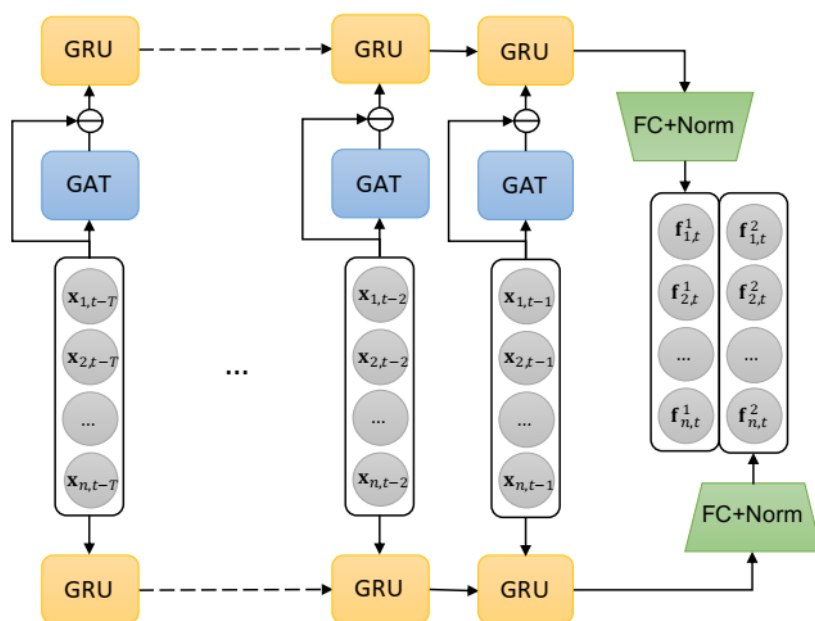 GRU GRU GRU
FC+Norm
GAT GAT GAT
𝐱₁,ₜ₋T 𝐱₁,ₜ₋₂ 𝐱₁,ₜ₋₁ 𝐟¹₁,ₜ 𝐟²₁,ₜ
𝐱₂,ₜ₋T 𝐱₂,ₜ₋₂ 𝐱₂,ₜ₋₁ 𝐟¹₂,ₜ 𝐟²₂,ₜ
...
... ... ... ... ...
𝐱ₙ,ₜ₋T 𝐱ₙ,ₜ₋₂ 𝐱ₙ,ₜ₋₁ 𝐟¹ₙ,ₜ 𝐟²ₙ,ₜ
FC+Norm
GRU GRU GRU